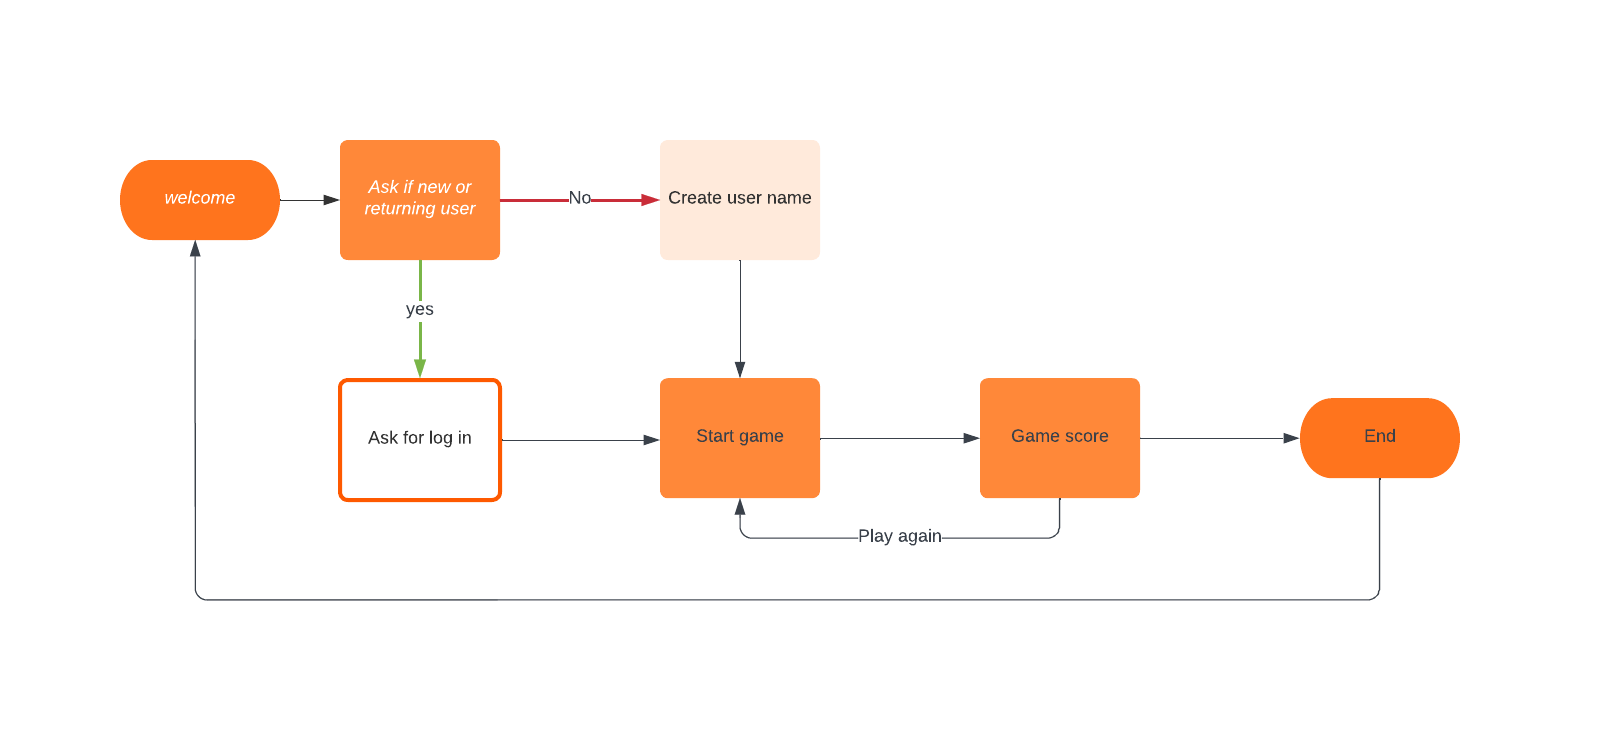 welcome
Ask if new or
returning user
No
Create user name
yes
Ask for log in
Start game
Game score
End
Play again